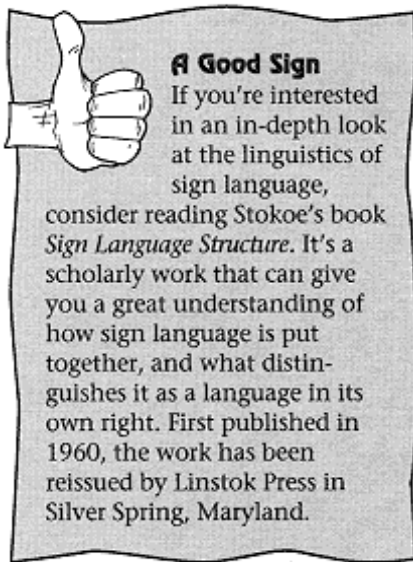 A Good Sign
If you're interested
in an in-depth look
at the linguistics of
sign language,
consider reading Stokoe's book
Sign Language Structure. It's a
scholarly work that can give
you a great understanding of
how sign language is put
together, and what distin-
guishes it as a language in its
own right. First published in
1960, the work has been
reissued by Linstok Press in
Silver Spring, Maryland.